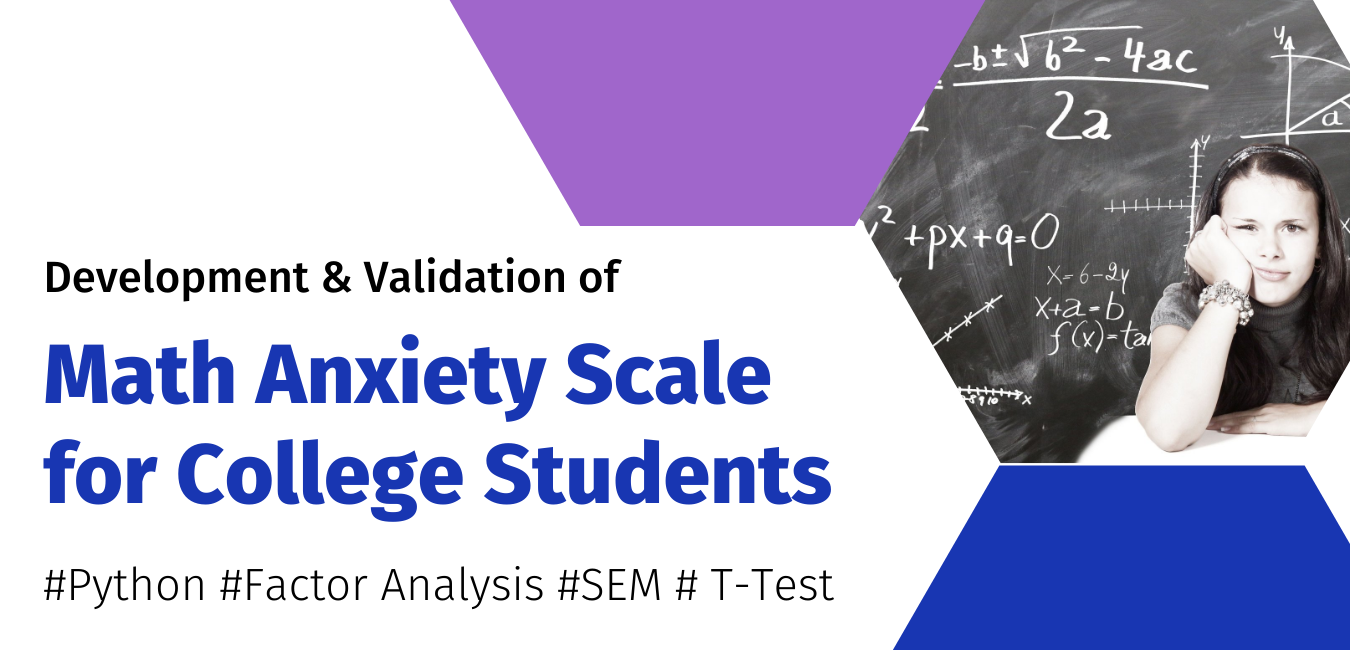 Development & Validation of
Math Anxiety Scale
for College Students
#Python #Factor Analysis #SEM # T-Test
-b±√b² - 4ac
2a
y
a
y
² +px+q=0
x=6-2y
x+a=b
f(x)=tan
x